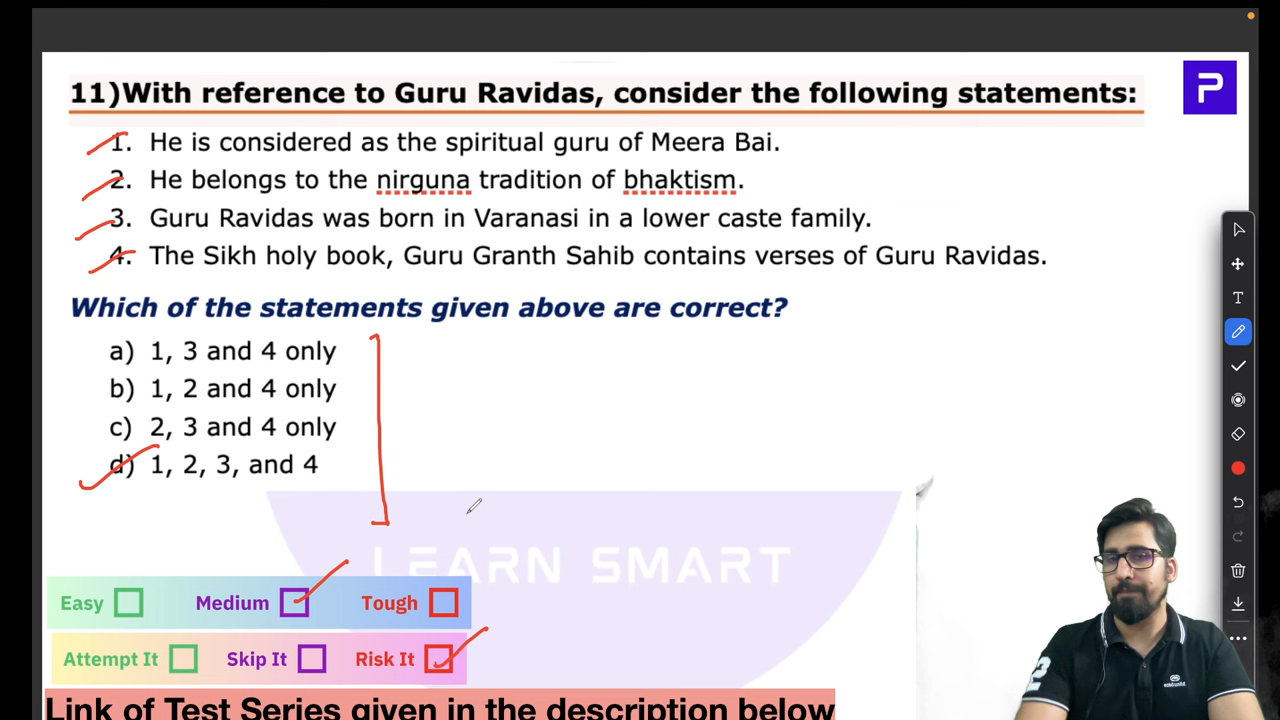 11)With reference to Guru Ravidas, consider the following statements:
1. He is considered as the spiritual guru of Meera Bai.
2. He belongs to the nirguna tradition of bhaktism.
3. Guru Ravidas was born in Varanasi in a lower caste family.
4. The Sikh holy book, Guru Granth Sahib contains verses of Guru Ravidas.
Which of the statements given above are correct?
a) 1, 3 and 4 only
b) 1, 2 and 4 only
c) 2, 3 and 4 only
d) 1, 2, 3, and 4
LEARN SMART
Easy Medium Tough
Attempt It Skip It Risk It
Link of Test Series given in the description below
P
T
2